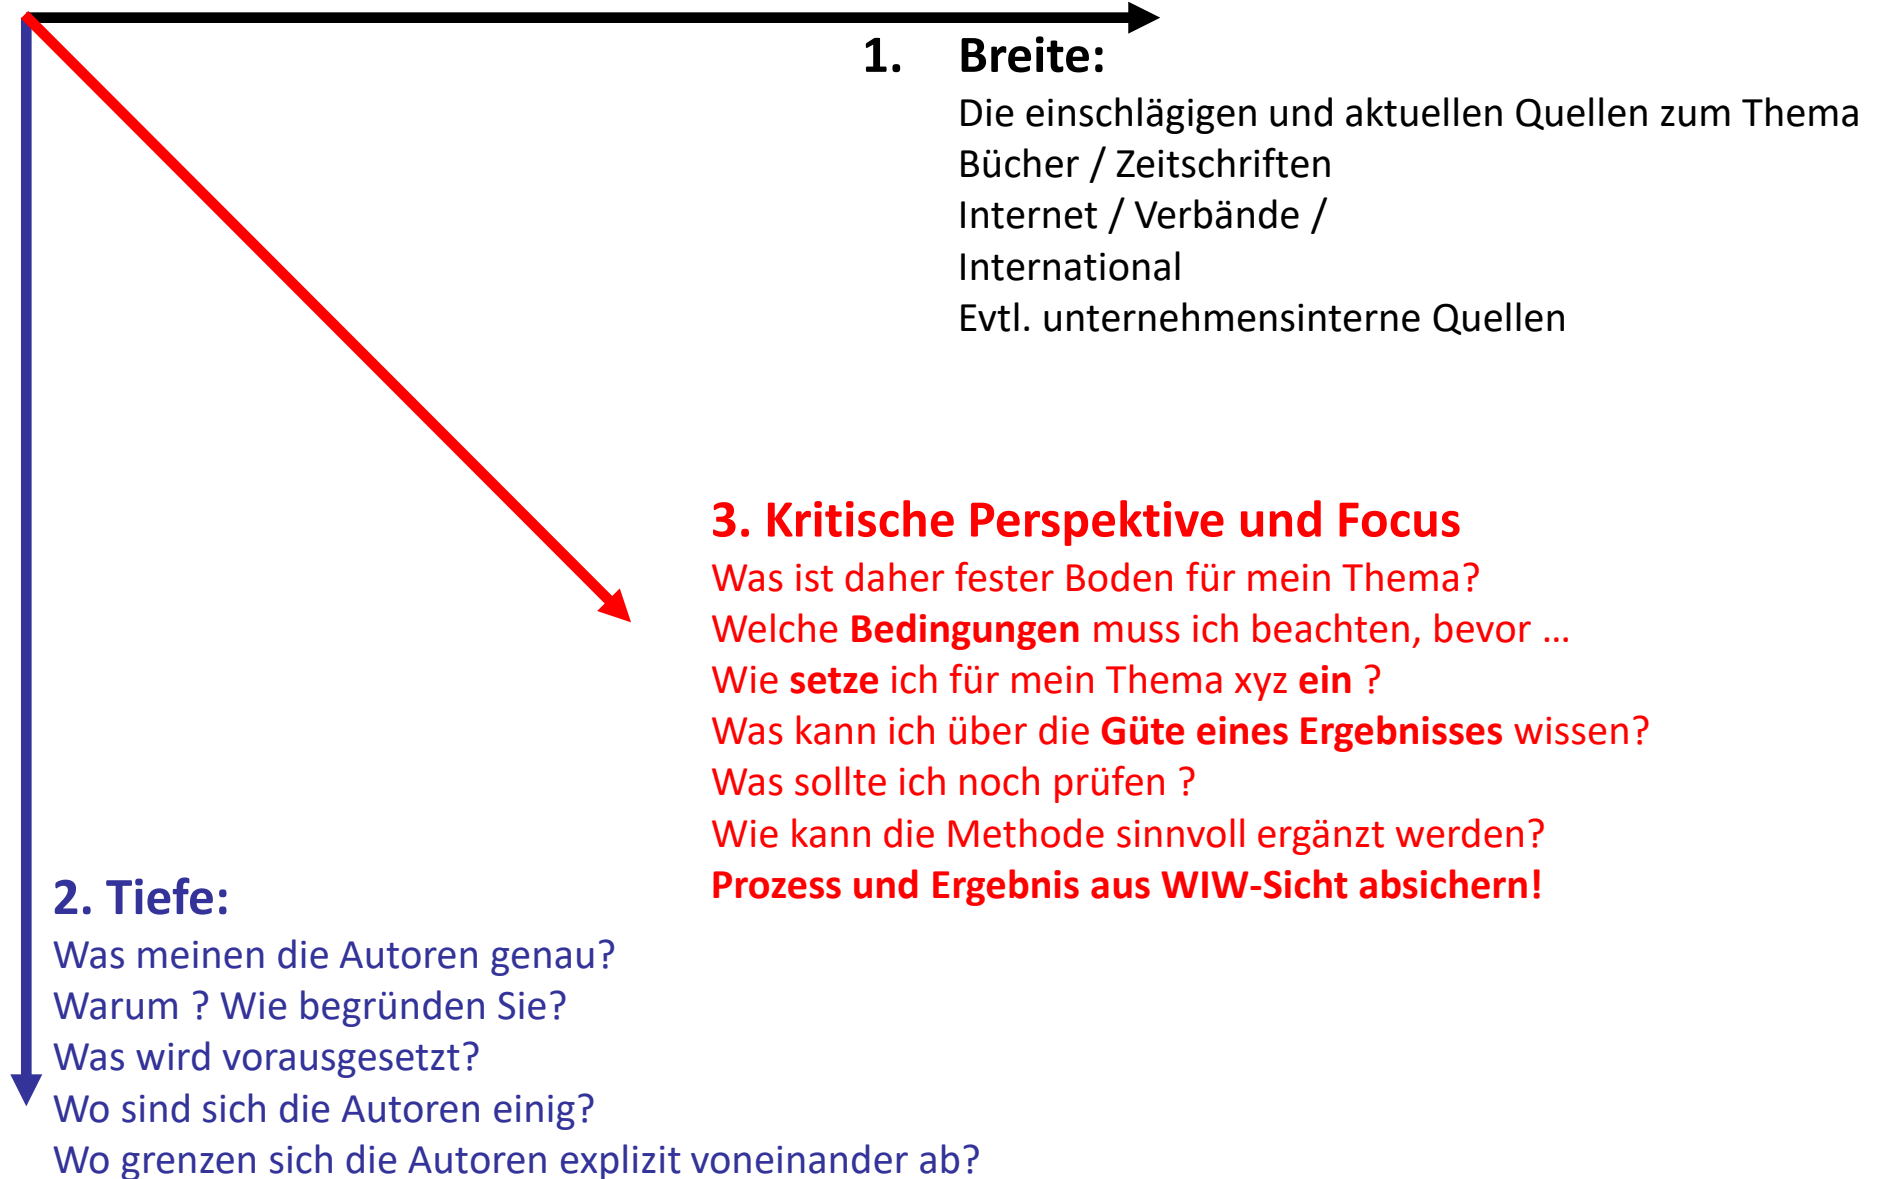 1. Breite:
Die einschlägigen und aktuellen Quellen zum Thema
Bücher / Zeitschriften
Internet / Verbände /
International
Evtl. unternehmensinterne Quellen
3. Kritische Perspektive und Focus
Was ist daher fester Boden für mein Thema?
Welche Bedingungen muss ich beachten, bevor …
Wie setze ich für mein Thema xyz ein ?
Was kann ich über die Güte eines Ergebnisses wissen?
Was sollte ich noch prüfen ?
Wie kann die Methode sinnvoll ergänzt werden?
Prozess und Ergebnis aus WIW-Sicht absichern!
2. Tiefe:
Was meinen die Autoren genau?
Warum ? Wie begründen Sie?
Was wird vorausgesetzt?
Wo sind sich die Autoren einig?
Wo grenzen sich die Autoren explizit voneinander ab?